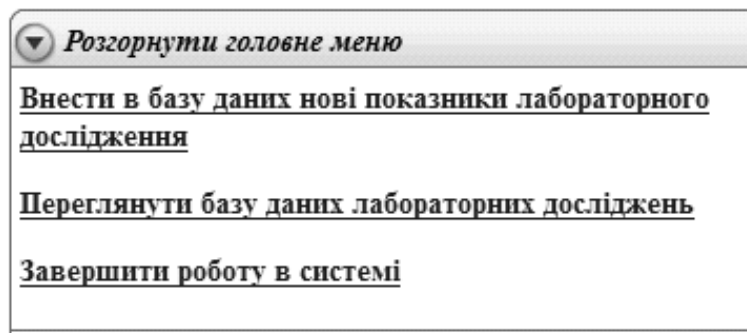 Розгорнути головне меню
Внести в базу даних нові показники лабораторного
дослідження
Переглянути базу даних лабораторних досліджень
Завершити роботу в системі